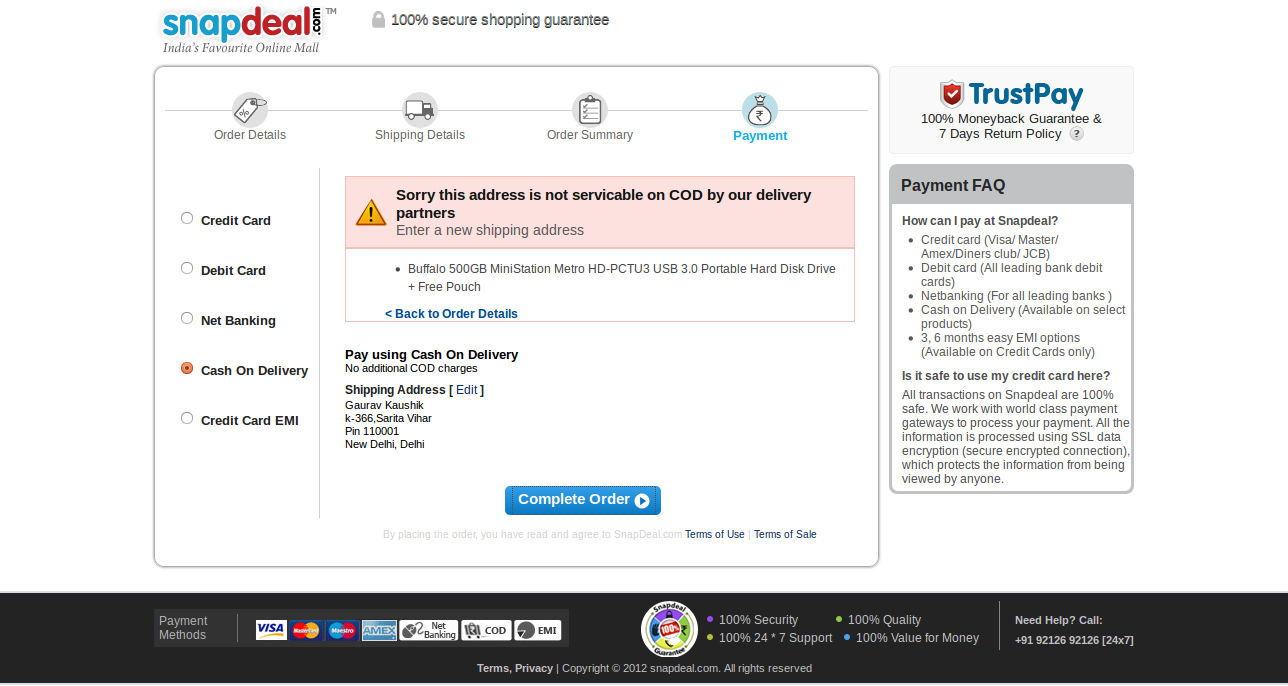 snapdeal.com ™
India's Favourite Online Mall
100% secure shopping guarantee
Order Details
Shipping Details
Order Summary
Payment
Credit Card
Debit Card
Net Banking
Cash On Delivery
Credit Card EMI
Sorry this address is not servicable on COD by our delivery
partners
Enter a new shipping address
• Buffalo 500GB MiniStation Metro HD-PCTU3 USB 3.0 Portable Hard Disk Drive
+ Free Pouch
< Back to Order Details
Pay using Cash On Delivery
No additional COD charges
Shipping Address [ Edit ]
Gaurav Kaushik
k-366,Sarita Vihar
Pin 110001
New Delhi, Delhi
Complete Order
By placing the order, you have read and agree to SnapDeal.com Terms of Use | Terms of Sale
TrustPay
100% Moneyback Guarantee &
7 Days Return Policy ?
Payment FAQ
How can I pay at Snapdeal?
• Credit card (Visa/ Master/
Amex/Diners club/ JCB)
• Debit card (All leading bank debit
cards)
• Netbanking (For all leading banks )
• Cash on Delivery (Available on select
products)
• 3, 6 months easy EMI options
(Available on Credit Cards only)
Is it safe to use my credit card here?
All transactions on Snapdeal are 100%
safe. We work with world class payment
gateways to process your payment. All the
information is processed using SSL data
encryption (secure encrypted connection),
which protects the information from being
viewed by anyone.
Payment
Methods
VISA
MasterCard
Maestro
AMEX
Net
Banking
COD
EMI
Snapdeal
100%
Guarantee
• 100% Security
• 100% Quality
• 100% 24 * 7 Support
• 100% Value for Money
Need Help? Call:
+91 92126 92126 [24x7]
Terms, Privacy | Copyright © 2012 snapdeal.com. All rights reserved